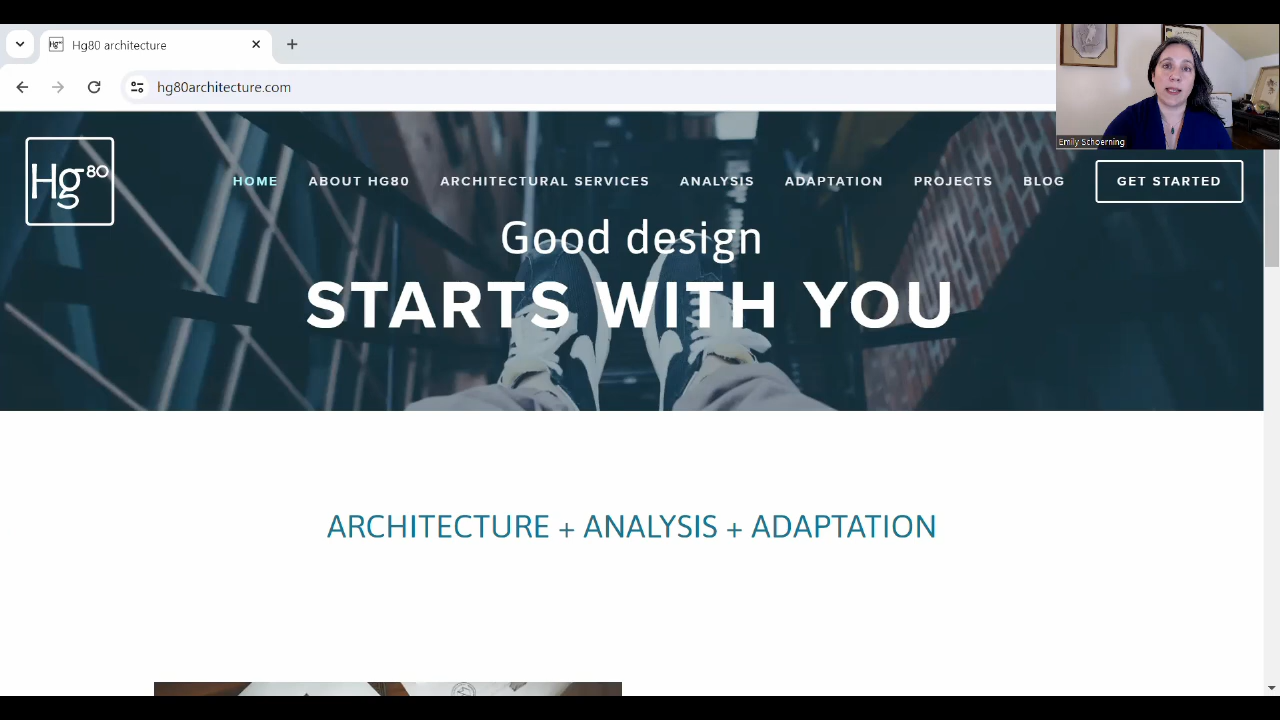 Hg80 architecture
hg80architecture.com
Emily Schoerning
Hg80
HOME ABOUT HG80 ARCHITECTURAL SERVICES ANALYSIS ADAPTATION PROJECTS BLOG GET STARTED
Good design
STARTS WITH YOU
ARCHITECTURE + ANALYSIS + ADAPTATION